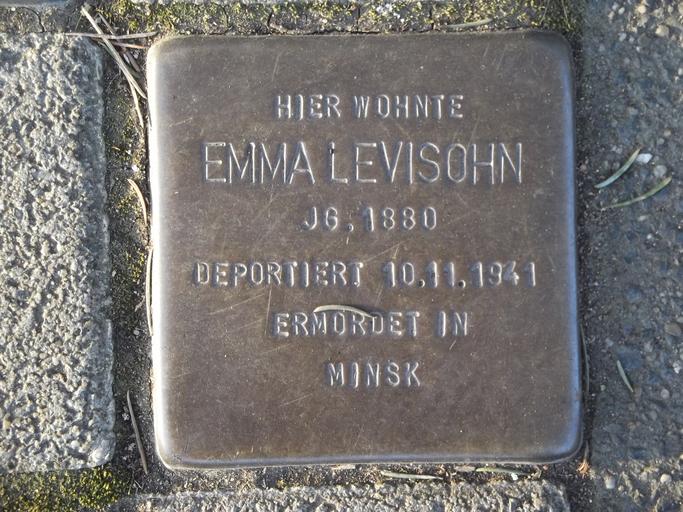 HIER WOHNTE
EMMA LEVISOHN
JG. 1880
DEPORTIERT 10.11.1941
ERMORDET IN
MINSK